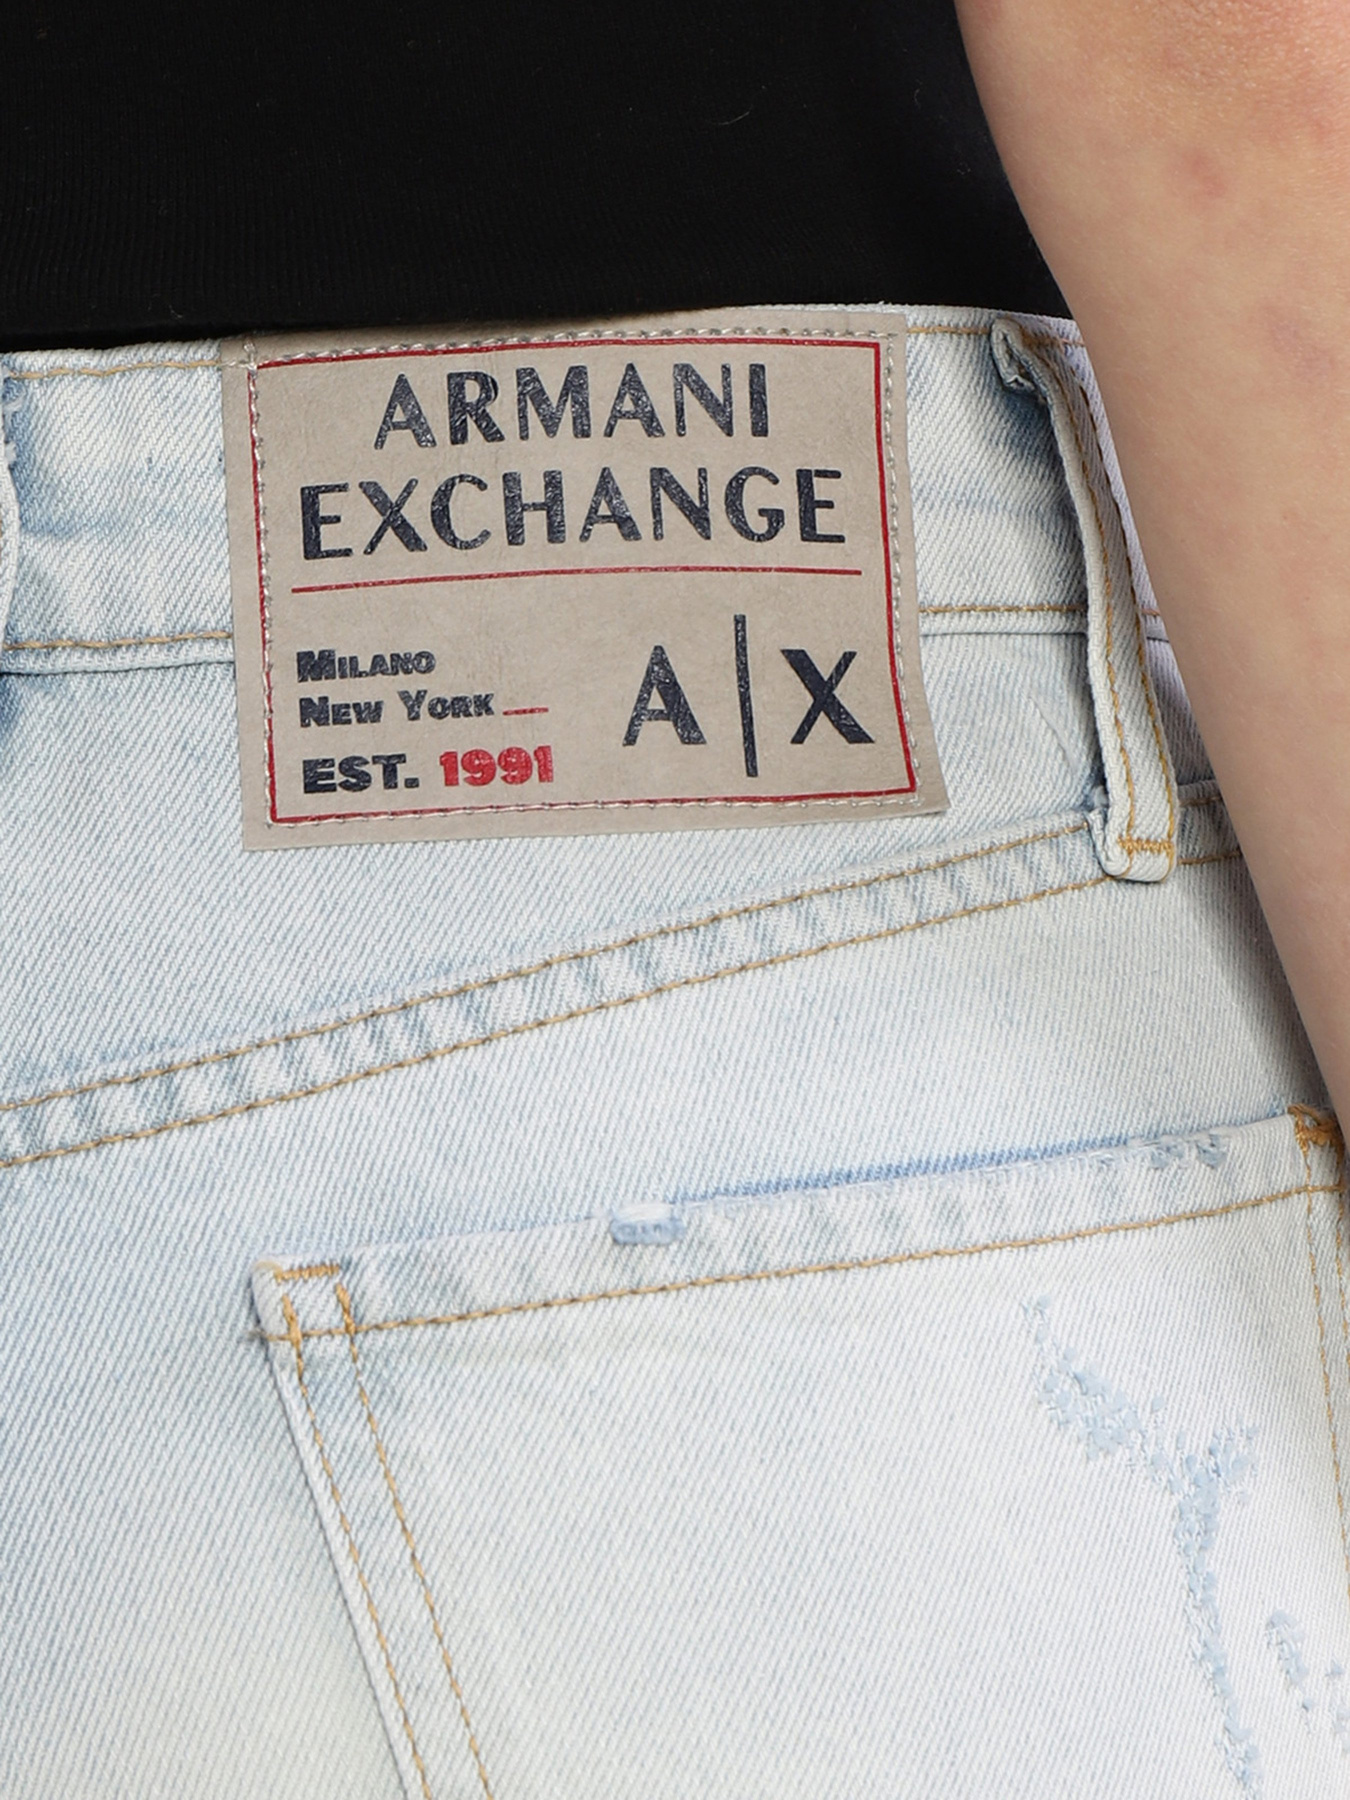 ARMANI
EXCHANGE
MILANO
NEW YORK
EST. 1991
A|X